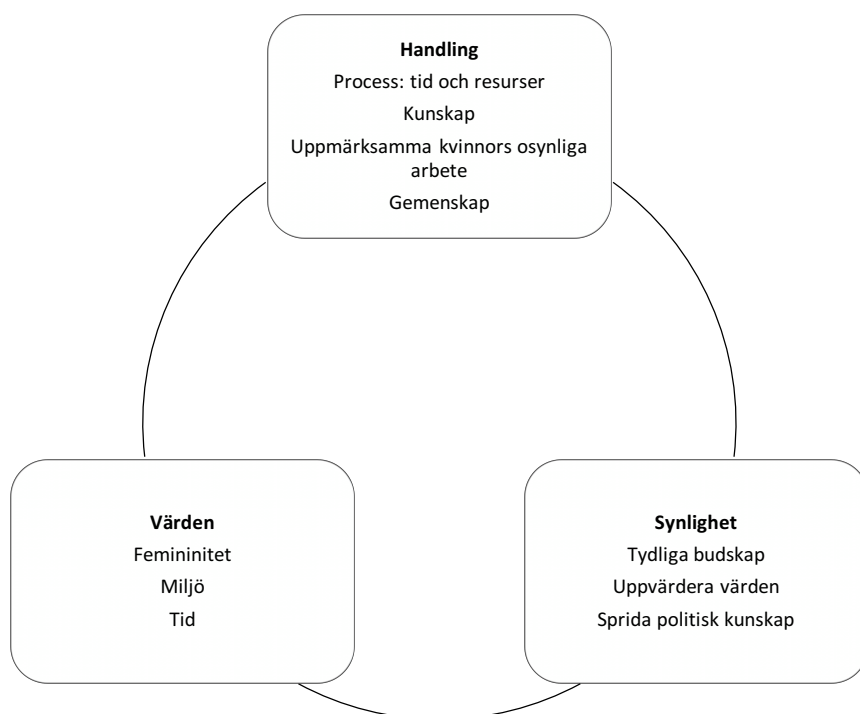 Handling
Process: tid och resurser
Kunskap
Uppmärksamma kvinnors osynliga
arbete
Gemenskap
Värden
Femininitet
Miljö
Tid
Synlighet
Tydliga budskap
Uppvärdera värden
Sprida politisk kunskap